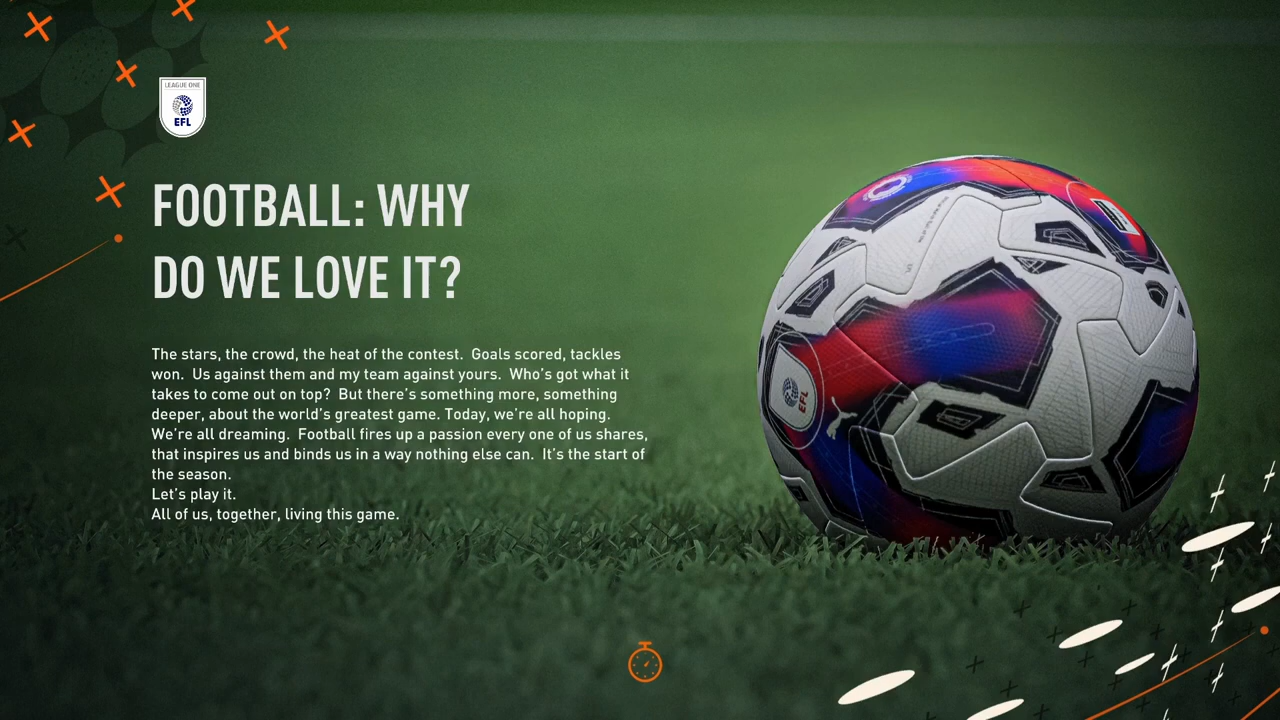 LEAGUE ONE
EFL
FOOTBALL: WHY
DO WE LOVE IT?
The stars, the crowd, the heat of the contest.  Goals scored, tackles
won.  Us against them and my team against yours.  Who's got what it
takes to come out on top?  But there's something more, something
deeper, about the world's greatest game. Today, we're all hoping.
We're all dreaming.  Football fires up a passion every one of us shares,
that inspires us and binds us in a way nothing else can.  It's the start of
the season.
Let's play it.
All of us, together, living this game.
EFL